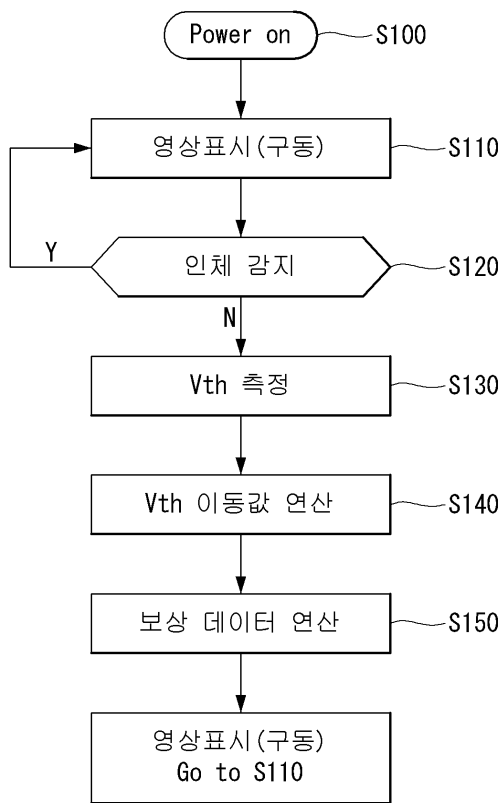 Power on
S100
영상표시(구동)
S110
Y
인체 감지
S120
N
Vth 측정
S130
Vth 이동값 연산
S140
보상 데이터 연산
S150
영상표시(구동)
Go to S110